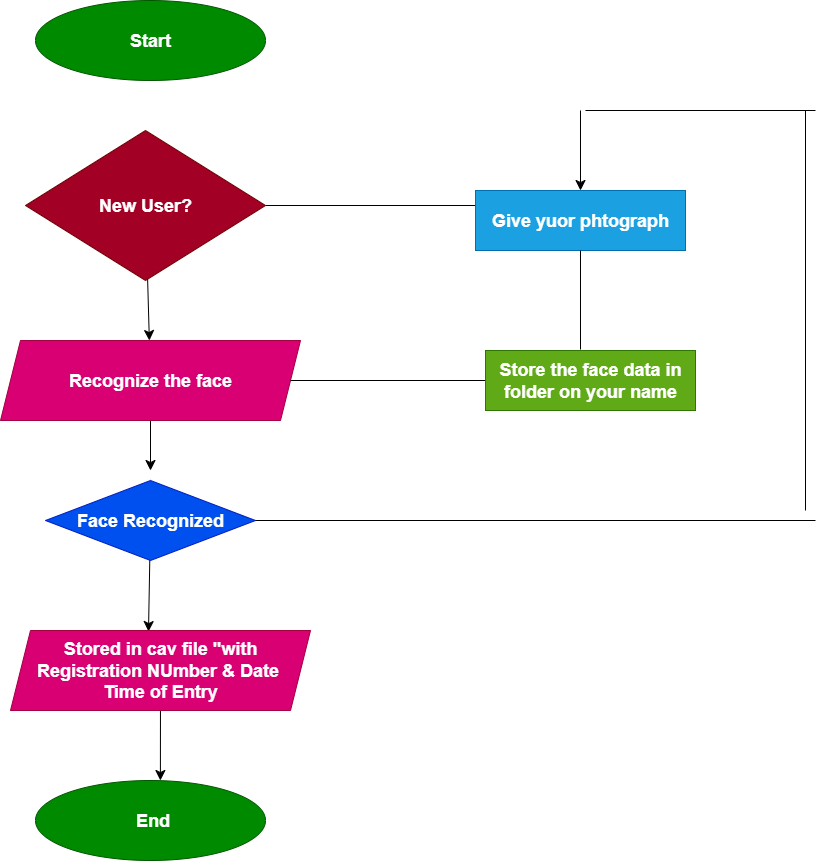 Start
New User?
Give yuor phtograph
Recognize the face
Store the face data in
folder on your name
Face Recognized
Stored in cav file "with
Registration NUmber & Date
Time of Entry
End